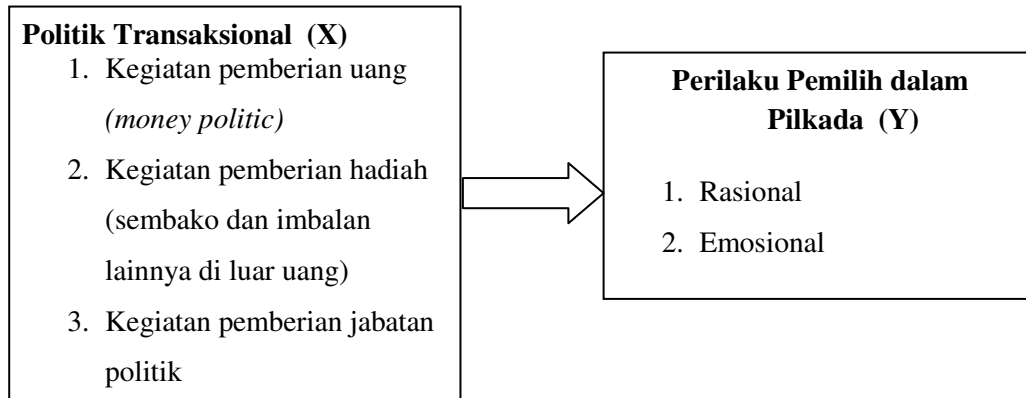 Politik Transaksional (X)
1. Kegiatan pemberian uang
(money politic)
2. Kegiatan pemberian hadiah
(sembako dan imbalan
lainnya di luar uang)
3. Kegiatan pemberian jabatan
politik
Perilaku Pemilih dalam
Pilkada (Y)
1. Rasional
2. Emosional